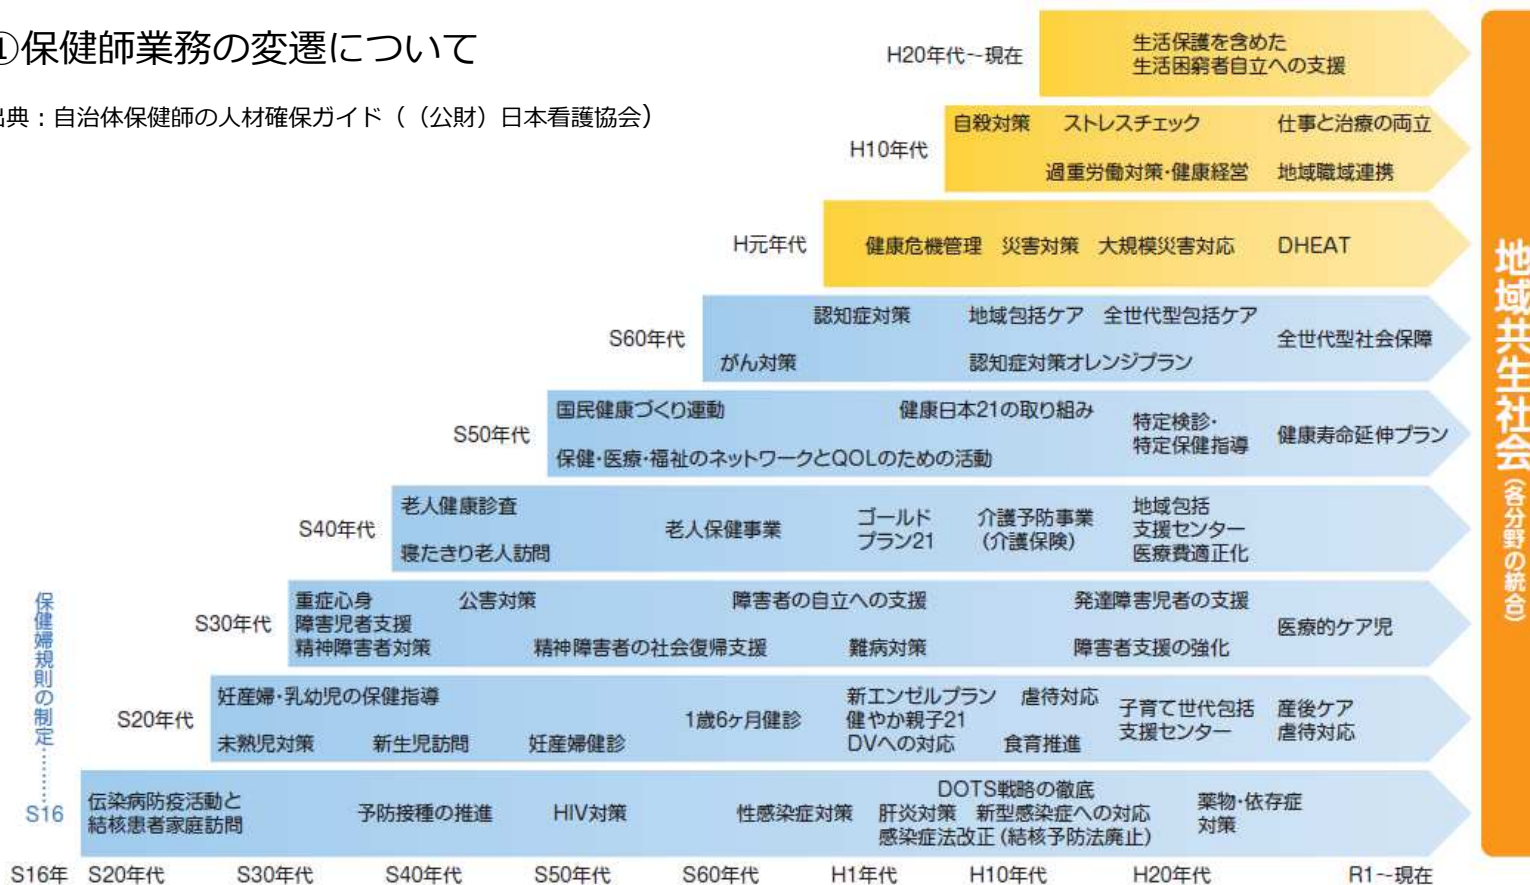 ①保健師業務の変遷について
出典：自治体保健師の人材確保ガイド（（公財）日本看護協会）
H20年代~-現在
生活保護を含めた
生活困窮者自立への支援
H10年代
自殺対策 ストレスチェック 仕事と治療の両立
過重労働対策・健康経営 地域職域連携
H元年代
健康危機管理 災害対策 大規模災害対応 DHEAT
S60年代
認知症対策 地域包括ケア 全世代型包括ケア
全世代型社会保障
がん対策 認知症対策オレンジプラン
S50年代
国民健康づくり運動 健康日本21の取り組み
特定検診・
特定保健指導
健康寿命延伸プラン
保健・医療・福祉のネットワークとQOLのための活動
S40年代
老人健康診査
寝たきり老人訪問
老人保健事業
ゴールド
プラン21
介護予防事業
(介護保険)
地域包括
支援センター
医療費適正化
S30年代
重症心身
障害児者支援
精神障害者対策
公害対策
精神障害者の社会復帰支援
障害者の自立への支援
難病対策
発達障害児者の支援
障害者支援の強化
医療的ケア児
S20年代
妊産婦・乳幼児の保健指導
未熟児対策 新生児訪問 妊産婦健診
1歳6ヶ月健診
新エンゼルプラン
健やか親子21
DVへの対応
虐待対応
食育推進
子育て世代包括
支援センター
産後ケア
虐待対応
保健婦規則の制定………S16
伝染病防疫活動と
結核患者家庭訪問
予防接種の推進
HIV対策
性感染症対策
DOTS戦略の徹底
肝炎対策 新型感染症への対応
感染症法改正(結核予防法廃止)
薬物・依存症
対策
S16年 S20年代 S30年代 S40年代 S50年代 S60年代 H1年代 H10年代 H20年代 R1~現在
地域共生社会(各分野の統合)